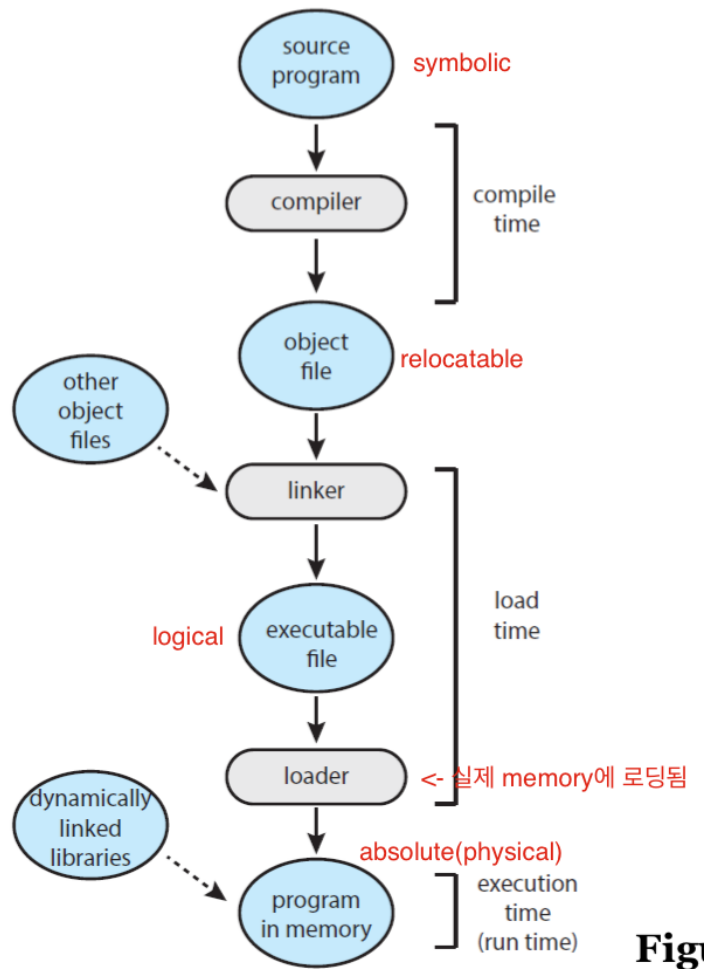 source
program
symbolic
compiler
compile
time
object
file
relocatable
other
object
files
linker
load
time
logical
executable
file
loader
<- 실제 memory에 로딩됨
dynamically
linked
libraries
absolute(physical)
program
in memory
execution
time
(run time)
Figu